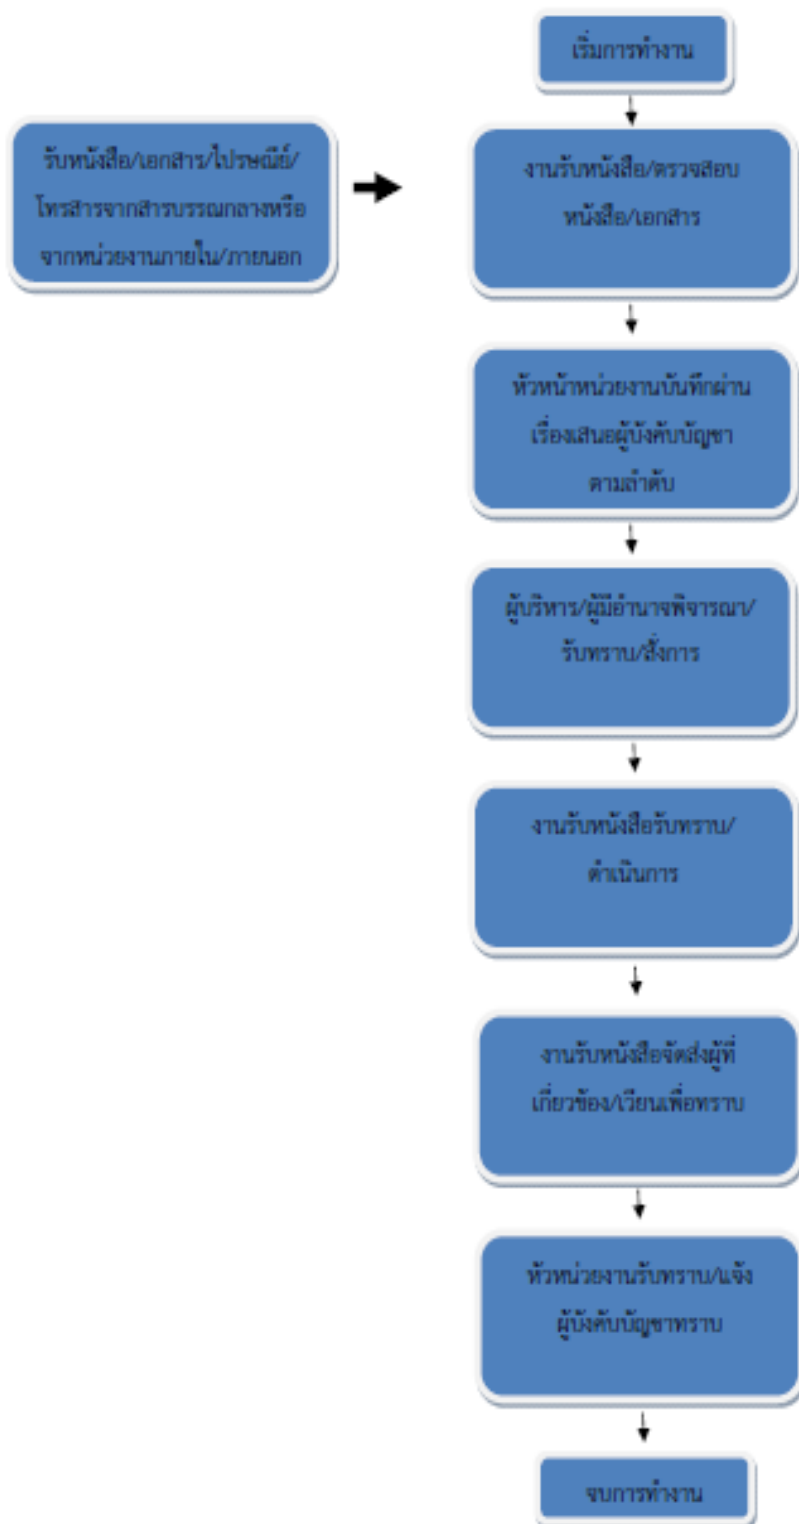 เริ่มการทำงาน
รับหนังสือ/เอกสาร/ไปรษณีย์/
โทรสารจากสารบรรณกลางหรือ
จากหน่วยงานภายใน/ภายนอก
งานรับหนังสือ/ตรวจสอบ
หนังสือ/เอกสาร
หัวหน้าหน่วยงานบันทึกผ่าน
เรื่องเสนอผู้บังคับบัญชา
ตามลำดับ
ผู้บริหาร/ผู้มีอำนาจพิจารณา/
รับทราบ/สั่งการ
งานรับหนังสือรับทราบ/
ดำเนินการ
งานรับหนังสือจัดส่งผู้ที่
เกี่ยวข้อง/เวียนเพื่อทราบ
หัวหน่วยงานรับทราบ/แจ้ง
ผู้บังคับบัญชาทราบ
จบการทำงาน